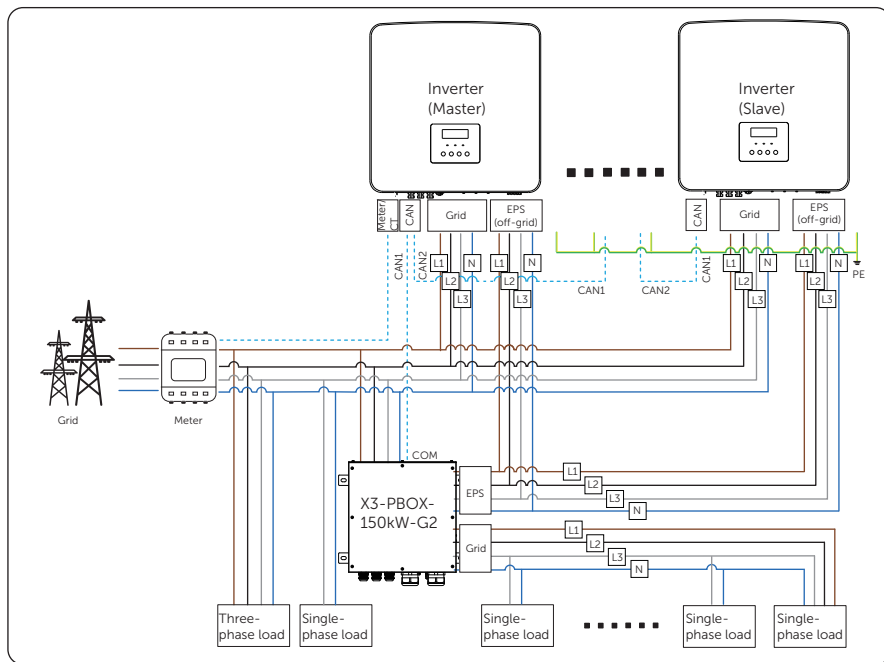 Inverter
(Master)
Inverter
(Slave)
Meter/
CT
CAN
Grid
EPS
(off-grid)
CAN
Grid
EPS
(off-grid)
CAN1
CAN2
L1
L2
L3
N
L1
L2
L3
N
CAN1
CAN2
CAN1
L1
L2
L3
N
L1
L2
L3
N
PE
Grid
Meter
COM
X3-PBOX-
150kW-G2
EPS
L1
L2
L3
N
Grid
L1
L2
L3
N
Three-
phase load
Single-
phase load
Single-
phase load
Single-
phase load
Single-
phase load